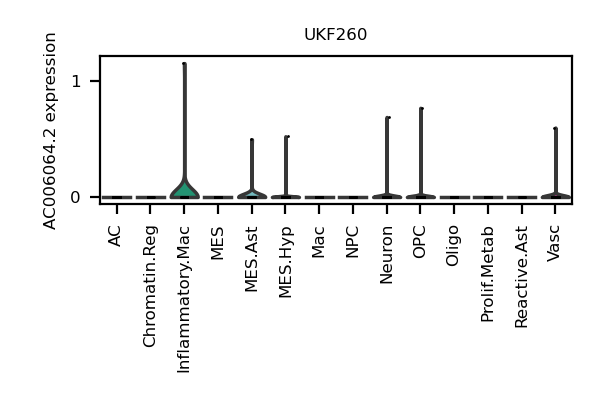 UKF260
AC006064.2 expression
1
0
AC
Chromatin.Reg
Inflammatory.Mac
MES
MES.Ast
MES.Hyp
Mac
NPC
Neuron
OPC
Oligo
Prolif.Metab
Reactive.Ast
Vasc